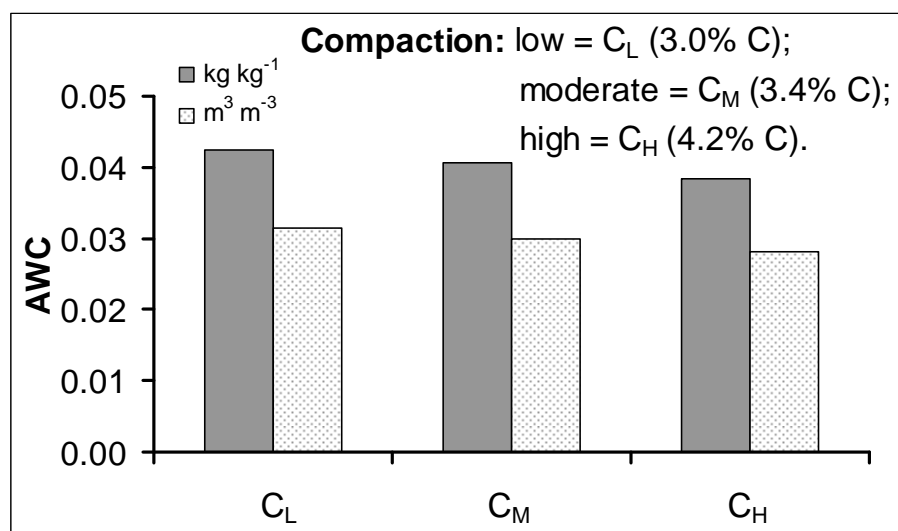 Compaction: low = C_L (3.0% C);
moderate = C_M (3.4% C);
high = C_H (4.2% C).
kg kg⁻¹
m³ m⁻³
AWC
0.05
0.04
0.03
0.02
0.01
0.00
C_L C_M C_H